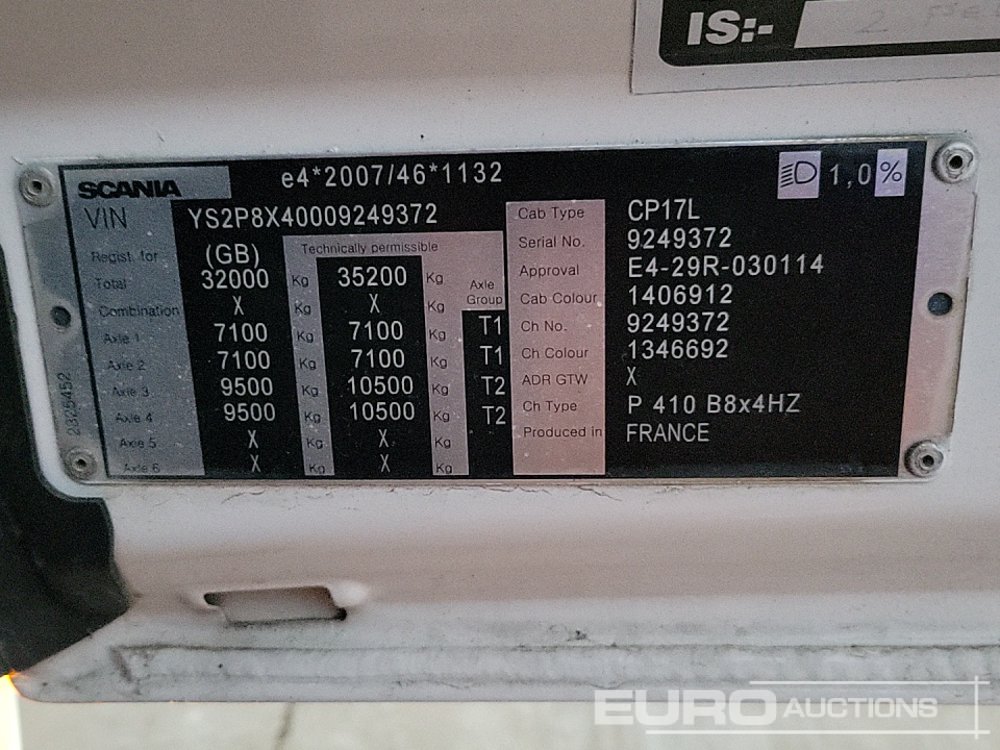 IS:-
SCANIA e4*2007/46*1132 1,0%
VIN YS2P8X40009249372
Regist. for (GB) Technically permissible
Total 32000 Kg 35200 Kg Axle Group
Combination X Kg X Kg
Axle 1 7100 Kg 7100 Kg T1
Axle 2 7100 Kg 7100 Kg T1
Axle 3 9500 Kg 10500 Kg T2
Axle 4 9500 Kg 10500 Kg T2
Axle 5 X Kg X Kg
Axle 6 X Kg X Kg
Cab Type CP17L
Serial No. 9249372
Approval E4-29R-030114
Cab Colour 1406912
Ch No. 9249372
Ch Colour 1346692
ADR GTW X
Ch Type P 410 B8x4HZ
Produced in FRANCE
2325452
EURO AUCTIONS